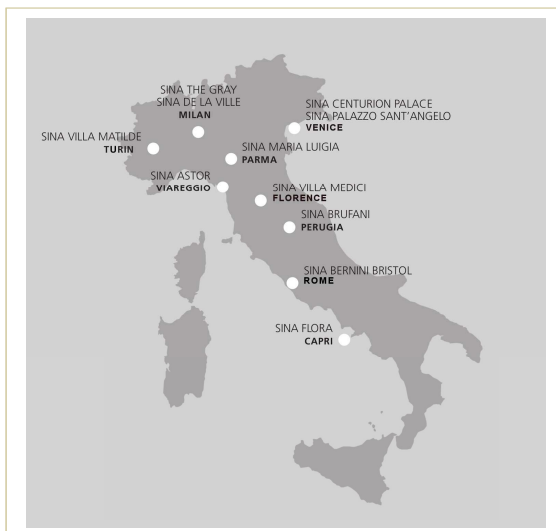 SINA THE GRAY
SINA DE LA VILLE
MILAN
SINA CENTURION PALACE
SINA PALAZZO SANT'ANGELO
VENICE
SINA VILLA MATILDE
TURIN
SINA MARIA LUIGIA
PARMA
SINA ASTOR
VIAREGGIO
SINA VILLA MEDICI
FLORENCE
SINA BRUFANI
PERUGIA
SINA BERNINI BRISTOL
ROME
SINA FLORA
CAPRI